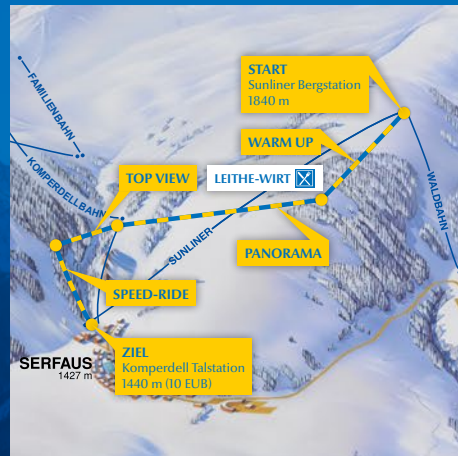 START
Sunliner Bergstation
1840 m
FAMILIENBAHN
WARM UP
KOMPERDELLBAHN
TOP VIEW
LEITHE-WIRT
WALDBAHN
SUNLINER
PANORAMA
SPEED-RIDE
ZIEL
Komperdell Talstation
1440 m (10 EUB)
SERFAUS
1427 m